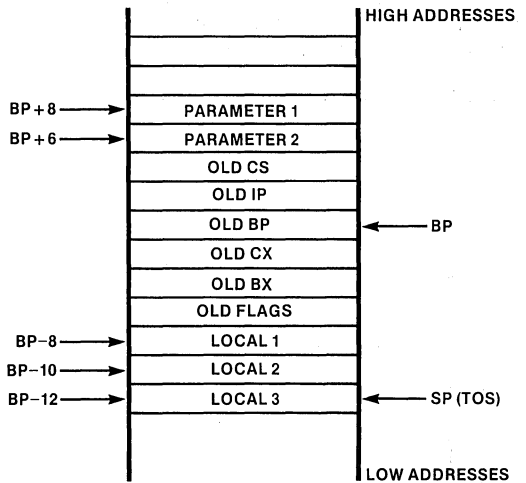 HIGH ADDRESSES
BP+8 PARAMETER 1
BP+6 PARAMETER 2
OLD CS
OLD IP
OLD BP BP
OLD CX
OLD BX
OLD FLAGS
BP−8 LOCAL 1
BP−10 LOCAL 2
BP−12 LOCAL 3 SP (TOS)
LOW ADDRESSES